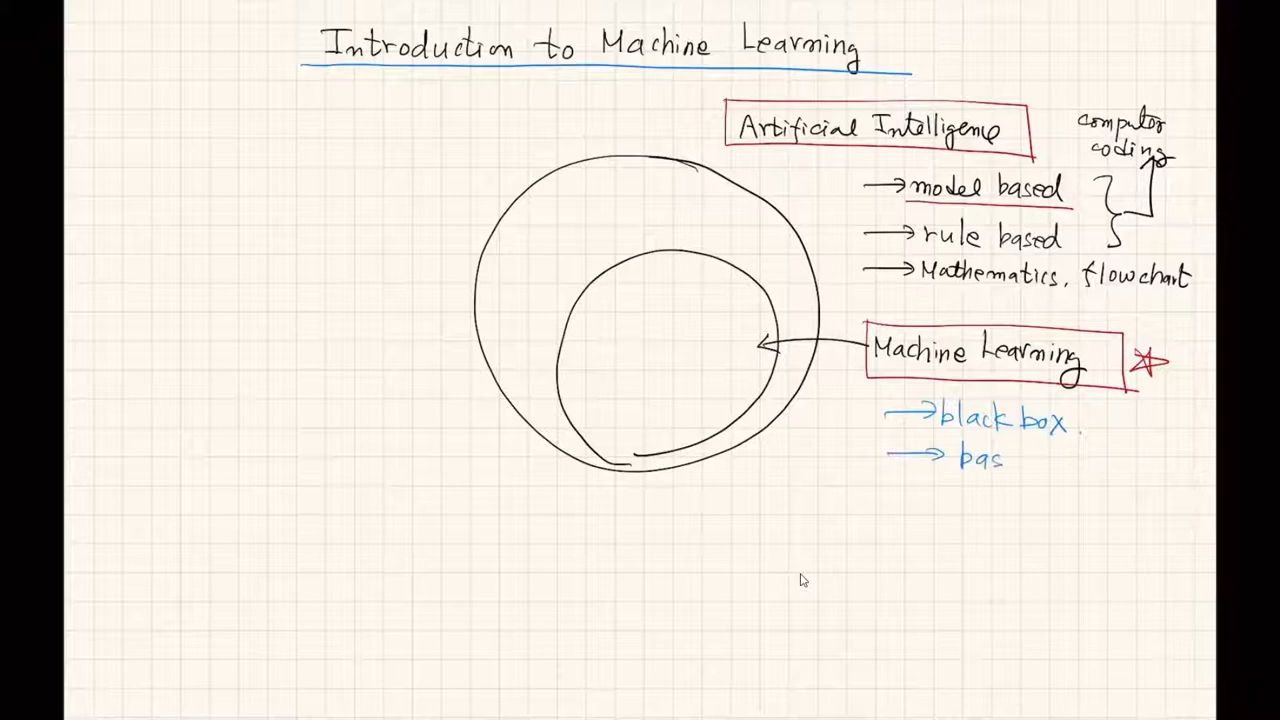 Introduction to Machine Learning
Artificial Intelligence
computer
coding
→ model based
→ rule based
→ Mathematics, flowchart
Machine Learning
→ black box.
→ bas